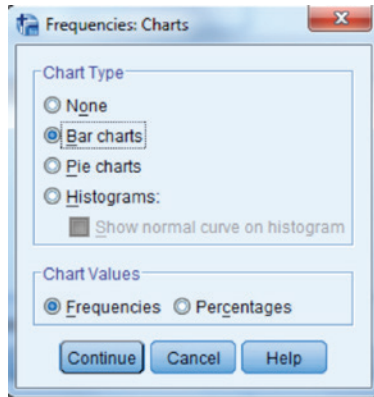 Frequencies: Charts
Chart Type
None
Bar charts
Pie charts
Histograms:
Show normal curve on histogram
Chart Values
Frequencies Percentages
Continue Cancel Help